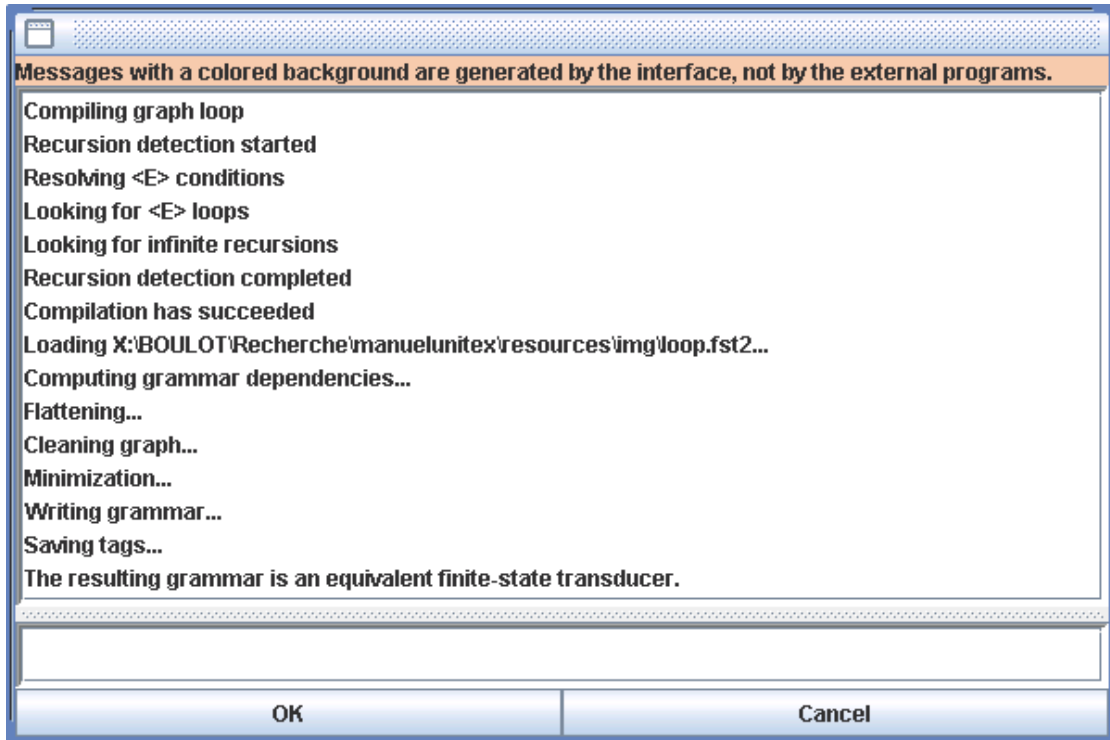 Messages with a colored background are generated by the interface, not by the external programs.
Compiling graph loop
Recursion detection started
Resolving <E> conditions
Looking for <E> loops
Looking for infinite recursions
Recursion detection completed
Compilation has succeeded
Loading X:\BOULOT\Recherche\manuelunitex\resources\img\loop.fst2...
Computing grammar dependencies...
Flattening...
Cleaning graph...
Minimization...
Writing grammar...
Saving tags...
The resulting grammar is an equivalent finite-state transducer.
OK Cancel